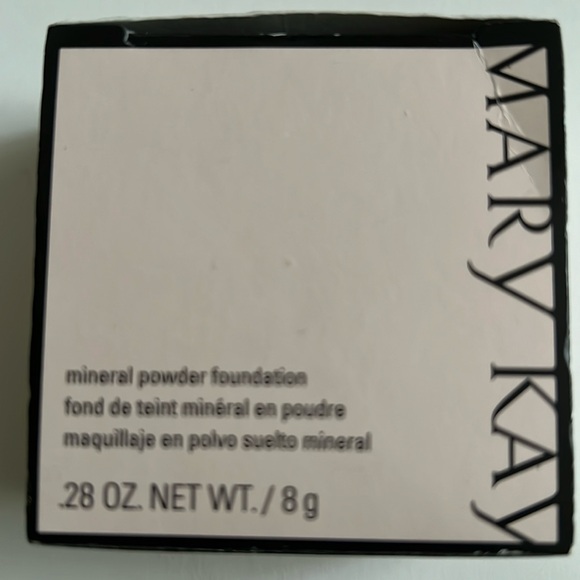 MARY KAY
mineral powder foundation
fond de teint minéral en poudre
maquillaje en polvo suelto mineral
.28 OZ. NET WT. / 8 g